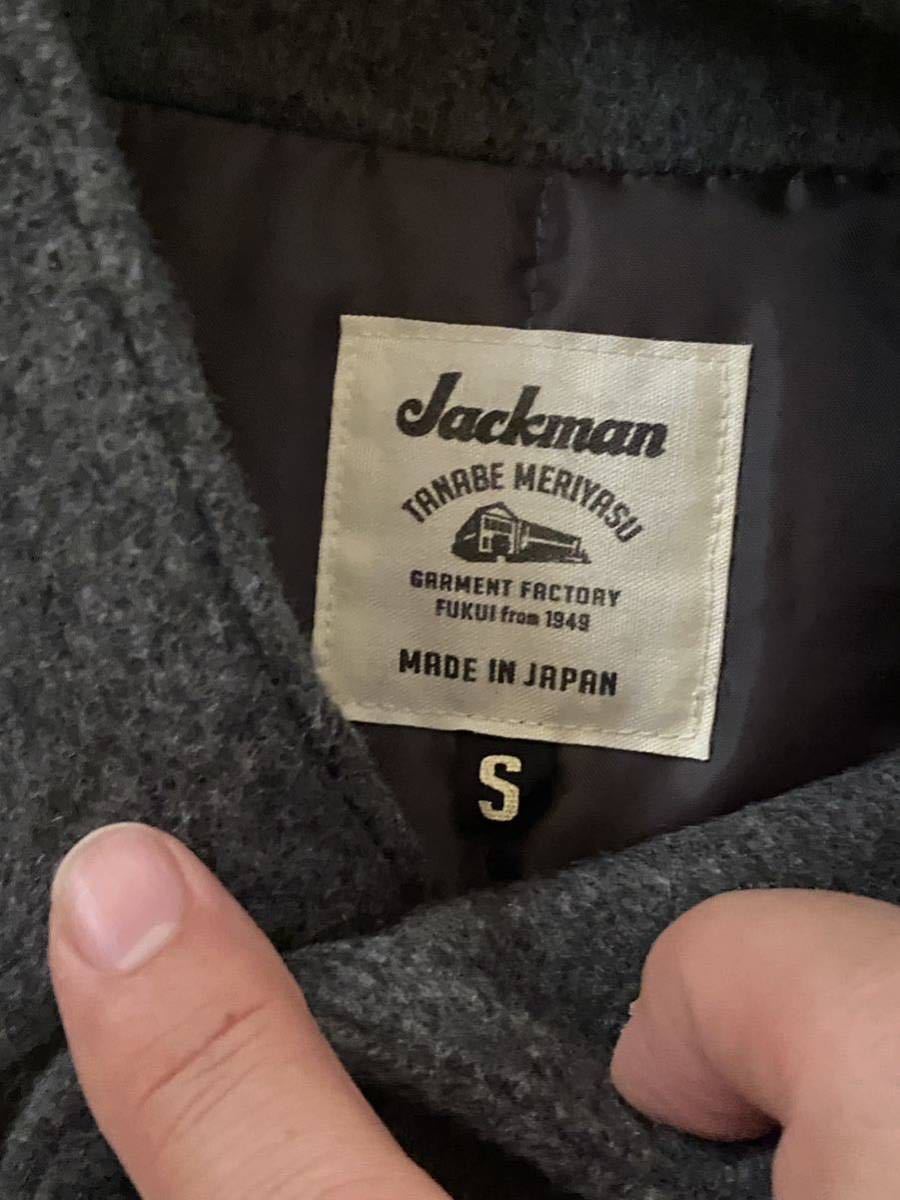 Jackman
TANABE MERIYASU
GARMENT FACTORY
FUKUI from 1949
MADE IN JAPAN
S